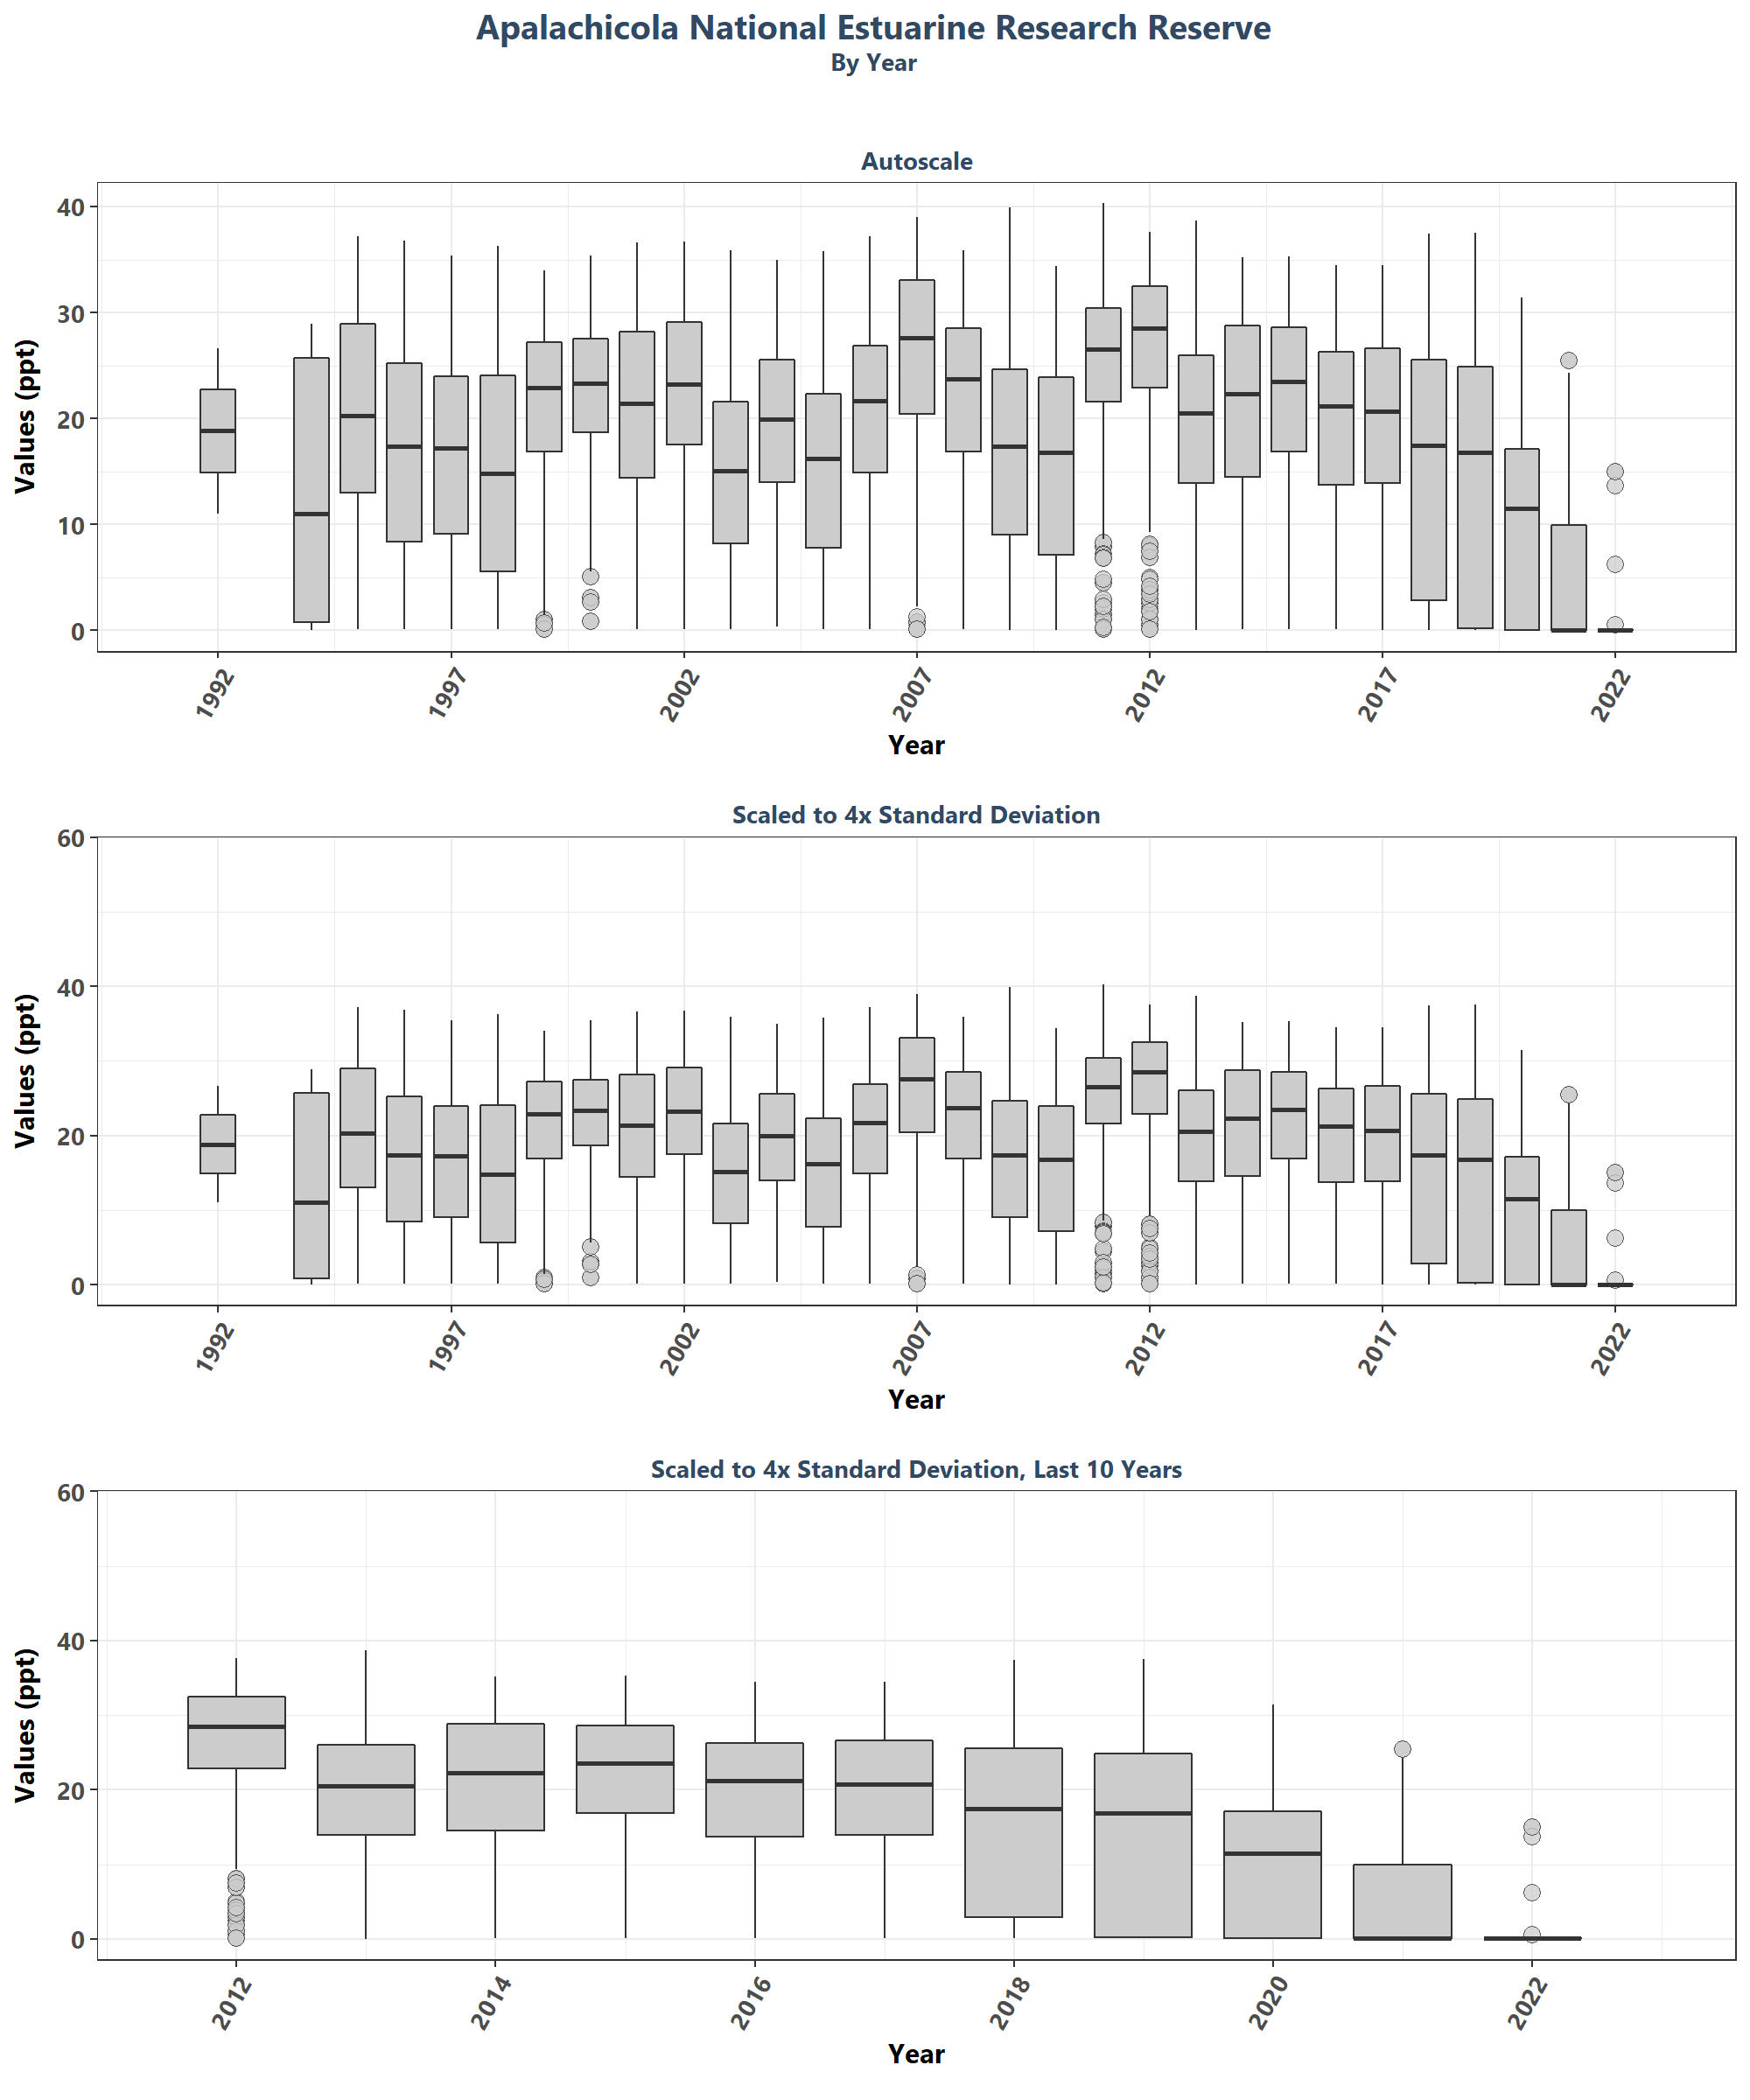 Apalachicola National Estuarine Research Reserve
By Year
Autoscale
Values (ppt)
40
30
20
10
0
1992 1997 2002 2007 2012 2017 2022
Year
Scaled to 4x Standard Deviation
Values (ppt)
60
40
20
0
1992 1997 2002 2007 2012 2017 2022
Year
Scaled to 4x Standard Deviation, Last 10 Years
Values (ppt)
60
40
20
0
2012 2014 2016 2018 2020 2022
Year